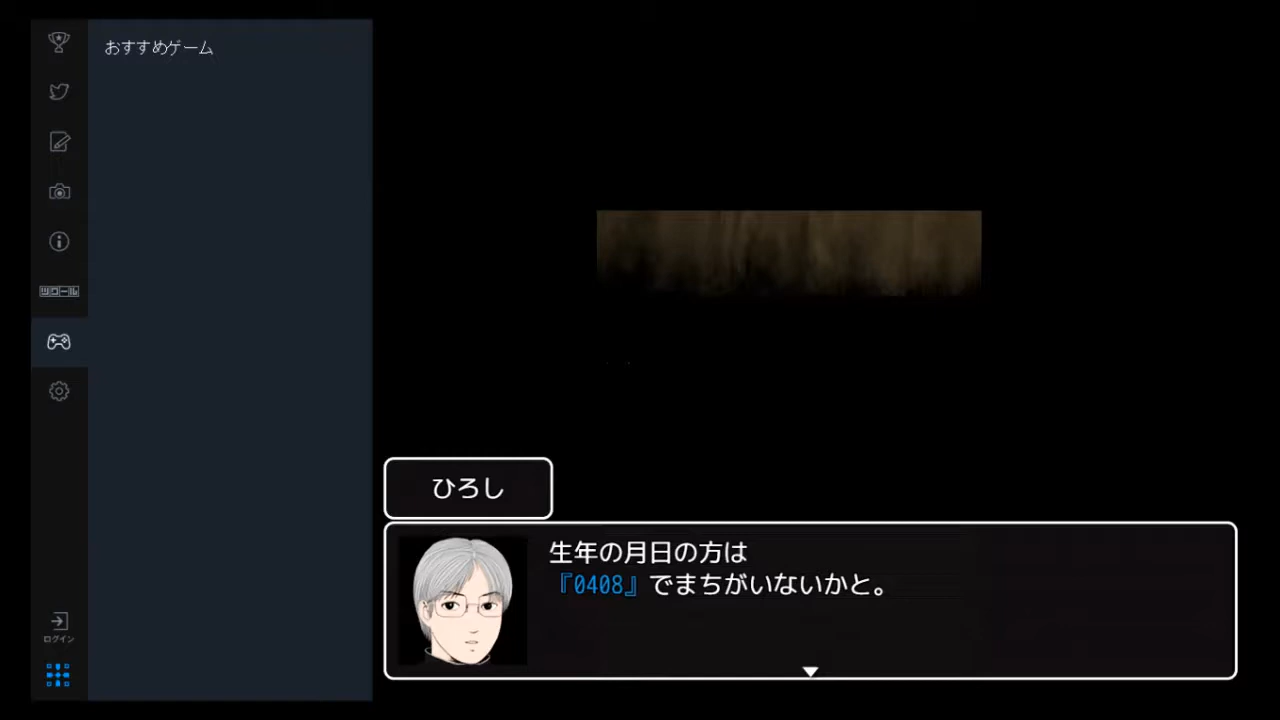 おすすめゲーム
ツクール
ログイン
ひろし
生年の月日の方は
『0408』でまちがいないかと。